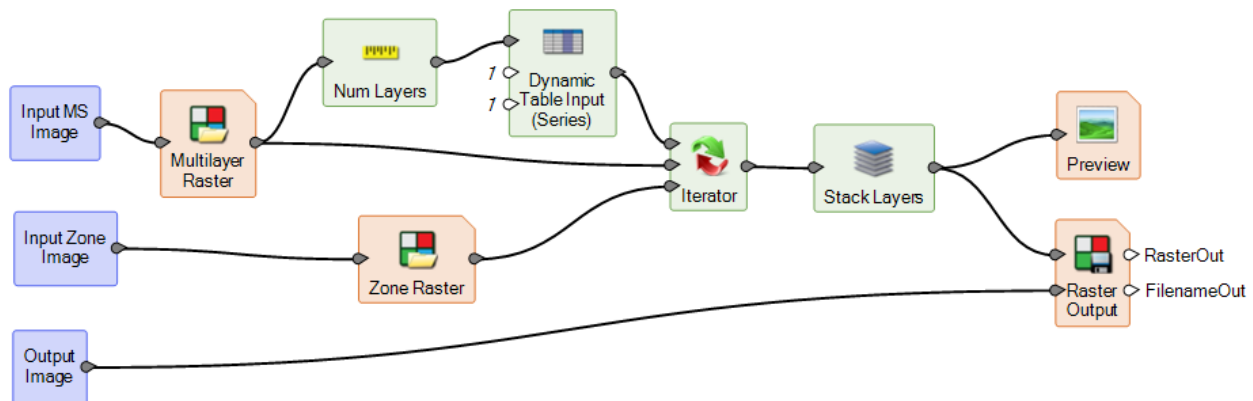 Input MS
Image
Multilayer
Raster
Num Layers
1
1
Dynamic
Table Input
(Series)
Iterator
Stack Layers
Preview
Input Zone
Image
Zone Raster
Raster
Output
RasterOut
FilenameOut
Output
Image